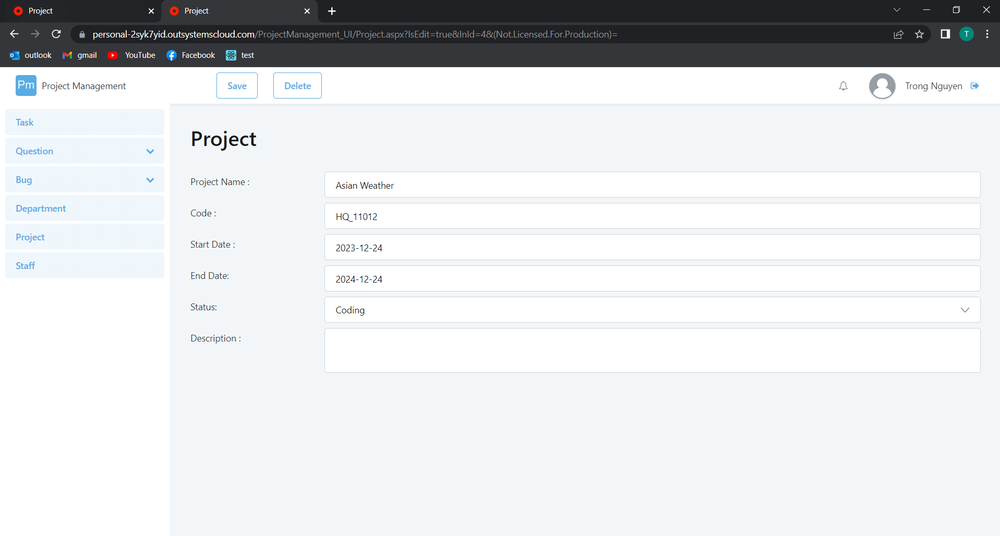 Project
Project
personal-2syk7yid.outsystemscloud.com/ProjectManagement_UI/Project.aspx?IsEdit=true&InId=4&(Not.Licensed.For.Production)=
T
outlook
gmail
YouTube
Facebook
test
Pm
Project Management
Save
Delete
Trong Nguyen
Task
Question
Bug
Department
Project
Staff
Project
Project Name :
Asian Weather
Code :
HQ_11012
Start Date :
2023-12-24
End Date:
2024-12-24
Status:
Coding
Description :